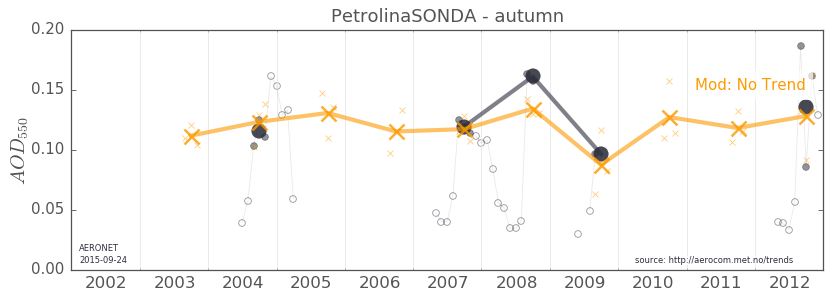 PetrolinaSONDA - autumn
0.20
0.15
0.10
0.05
0.00
AOD550
Mod: No Trend
AERONET
2015-09-24
source: http://aerocom.met.no/trends
2002 2003 2004 2005 2006 2007 2008 2009 2010 2011 2012